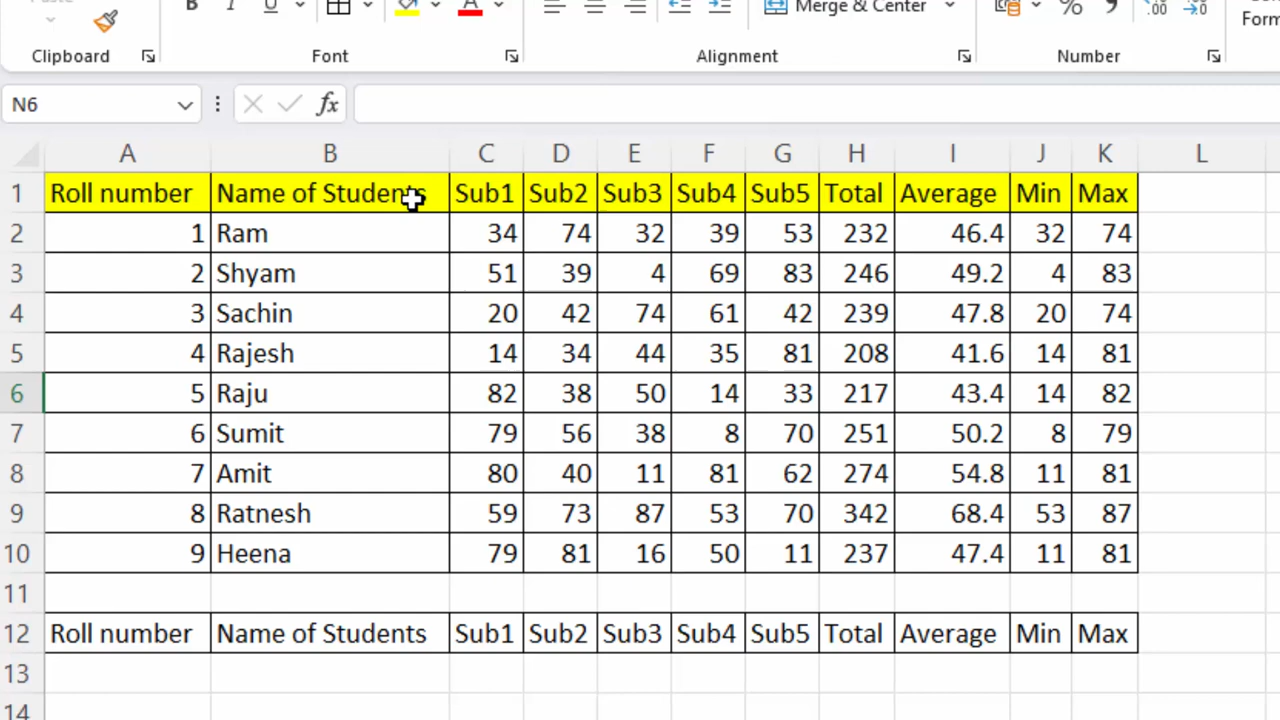 B I U A Merge & Center % 9 .00
Clipboard Font Alignment Number Form
N6 fx
A B C D E F G H I J K L
1 Roll number Name of Students Sub1 Sub2 Sub3 Sub4 Sub5 Total Average Min Max
2 1 Ram 34 74 32 39 53 232 46.4 32 74
3 2 Shyam 51 39 4 69 83 246 49.2 4 83
4 3 Sachin 20 42 74 61 42 239 47.8 20 74
5 4 Rajesh 14 34 44 35 81 208 41.6 14 81
6 5 Raju 82 38 50 14 33 217 43.4 14 82
7 6 Sumit 79 56 38 8 70 251 50.2 8 79
8 7 Amit 80 40 11 81 62 274 54.8 11 81
9 8 Ratnesh 59 73 87 53 70 342 68.4 53 87
10 9 Heena 79 81 16 50 11 237 47.4 11 81
11
12 Roll number Name of Students Sub1 Sub2 Sub3 Sub4 Sub5 Total Average Min Max
13
14